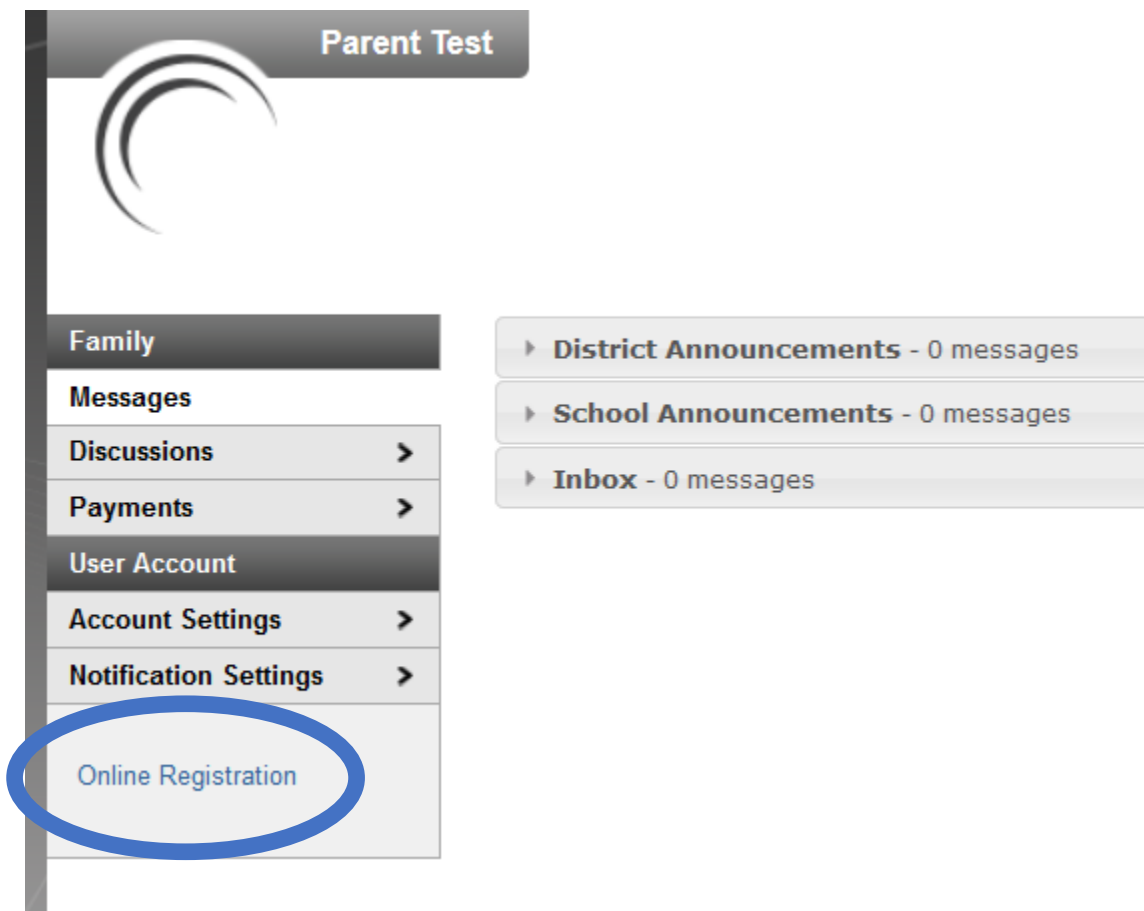 Parent Test
Family
Messages
Discussions
Payments
User Account
Account Settings
Notification Settings
Online Registration
District Announcements - 0 messages
School Announcements - 0 messages
Inbox - 0 messages